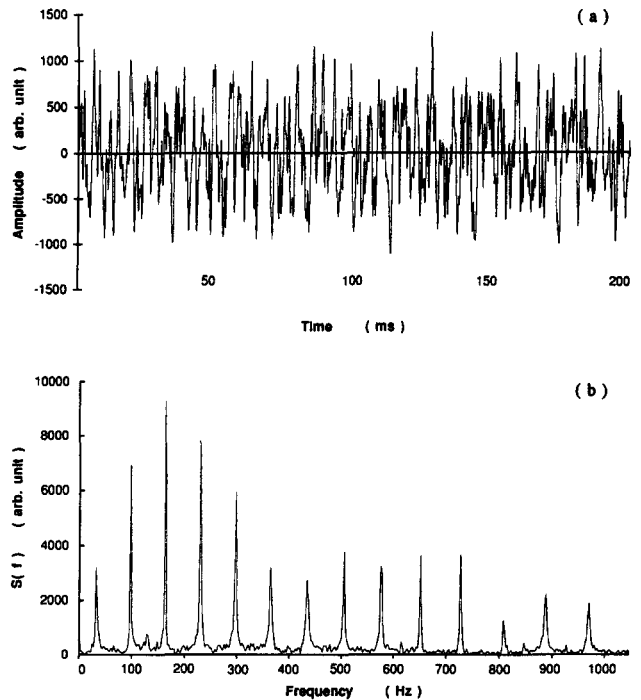 ( a )
1500
1000
500
0
-500
-1000
-1500
Amplitude ( arb. unit )
50 100 150 200
Time ( ms )
( b )
10000
8000
6000
4000
2000
0
S( f ) ( arb. unit )
0 100 200 300 400 500 600 700 800 900 1000
Frequency ( Hz )